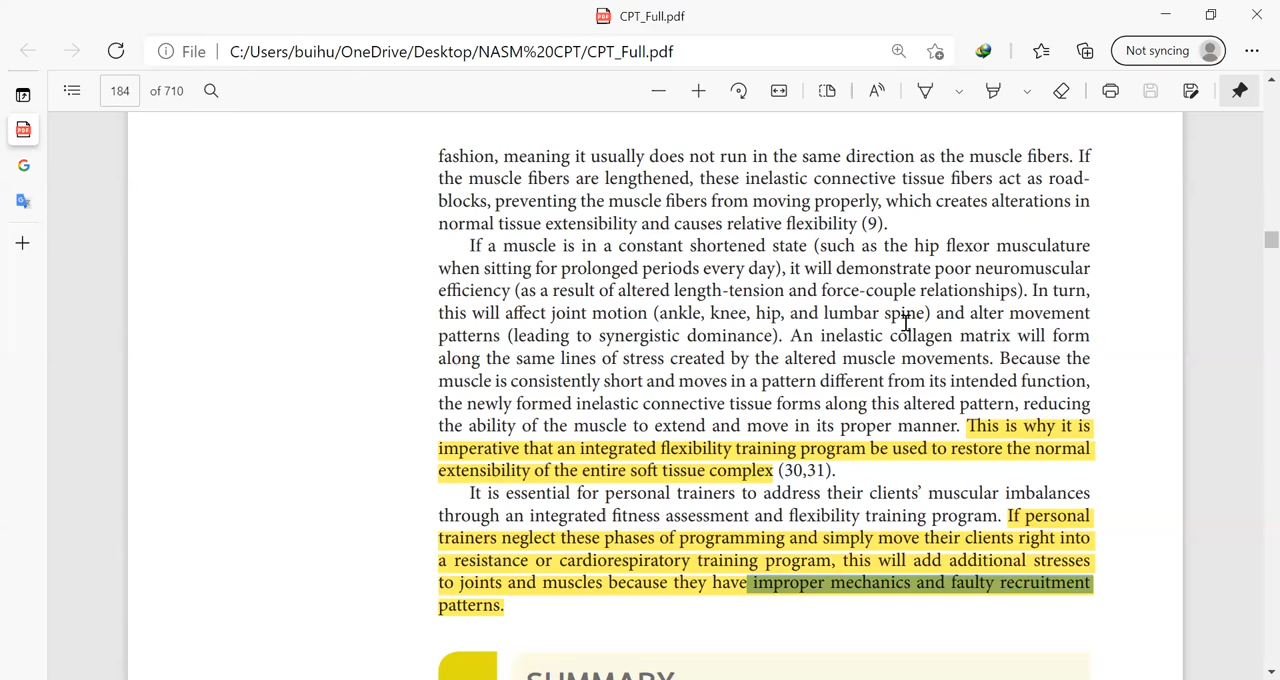 CPT_Full.pdf
File C:/Users/buihu/OneDrive/Desktop/NASM%20CPT/CPT_Full.pdf Not syncing
184 of 710
fashion, meaning it usually does not run in the same direction as the muscle fibers. If
the muscle fibers are lengthened, these inelastic connective tissue fibers act as road-
blocks, preventing the muscle fibers from moving properly, which creates alterations in
normal tissue extensibility and causes relative flexibility (9).
If a muscle is in a constant shortened state (such as the hip flexor musculature
when sitting for prolonged periods every day), it will demonstrate poor neuromuscular
efficiency (as a result of altered length-tension and force-couple relationships). In turn,
this will affect joint motion (ankle, knee, hip, and lumbar spine) and alter movement
patterns (leading to synergistic dominance). An inelastic collagen matrix will form
along the same lines of stress created by the altered muscle movements. Because the
muscle is consistently short and moves in a pattern different from its intended function,
the newly formed inelastic connective tissue forms along this altered pattern, reducing
the ability of the muscle to extend and move in its proper manner. This is why it is
imperative that an integrated flexibility training program be used to restore the normal
extensibility of the entire soft tissue complex (30,31).
It is essential for personal trainers to address their clients’ muscular imbalances
through an integrated fitness assessment and flexibility training program. If personal
trainers neglect these phases of programming and simply move their clients right into
a resistance or cardiorespiratory training program, this will add additional stresses
to joints and muscles because they have improper mechanics and faulty recruitment
patterns.
SUMMARY